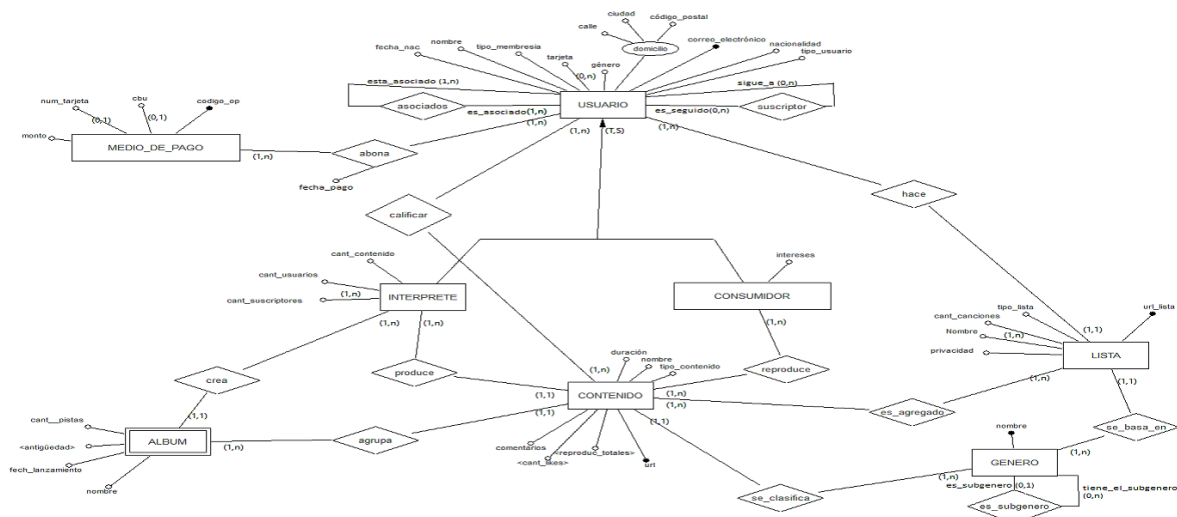 ciudad
código_postal
calle
nombre
domicilio
correo_electrónico
fecha_nac
tipo_membresia
nacionalidad
tarjeta
género
tipo_usuario
(0,n)
esta_asociado (1,n)
sigue_a (0,n)
num_tarjeta
cbu
codigo_op
asociados
USUARIO
suscriptor
es_asociado(1,n)
es_seguido(0,n)
(0,1)
(0,1)
(1,n)
(1,n)
(T,S)
(1,n)
monto
MEDIO_DE_PAGO
(1,n)
abona
fecha_pago
hace
calificar
cant_contenido
intereses
cant_usuarios
(1,n)
INTERPRETE
CONSUMIDOR
cant_suscriptores
tipo_lista
url_lista
cant_canciones
(1,n)
(1,n)
(1,n)
Nombre
(1,n)
(1,1)
privacidad
LISTA
duración
nombre
tipo_contenido
produce
reproduce
(1,n)
(1,n)
(1,1)
crea
(1,1)
(1,n)
CONTENIDO
(1,n)
es_agregado
(1,1)
(1,1)
(1,1)
cant__pistas
nombre
se_basa_en
<antigüedad>
ALBUM
(1,n)
agrupa
comentarios
<reproduc_totales>
<cant_likes>
url
(1,n)
fech_lanzamiento
GENERO
(1,n)
nombre
se_clasifica
es_subgenero (0,1)
tiene_el_subgenero
(0,n)
es_subgenero